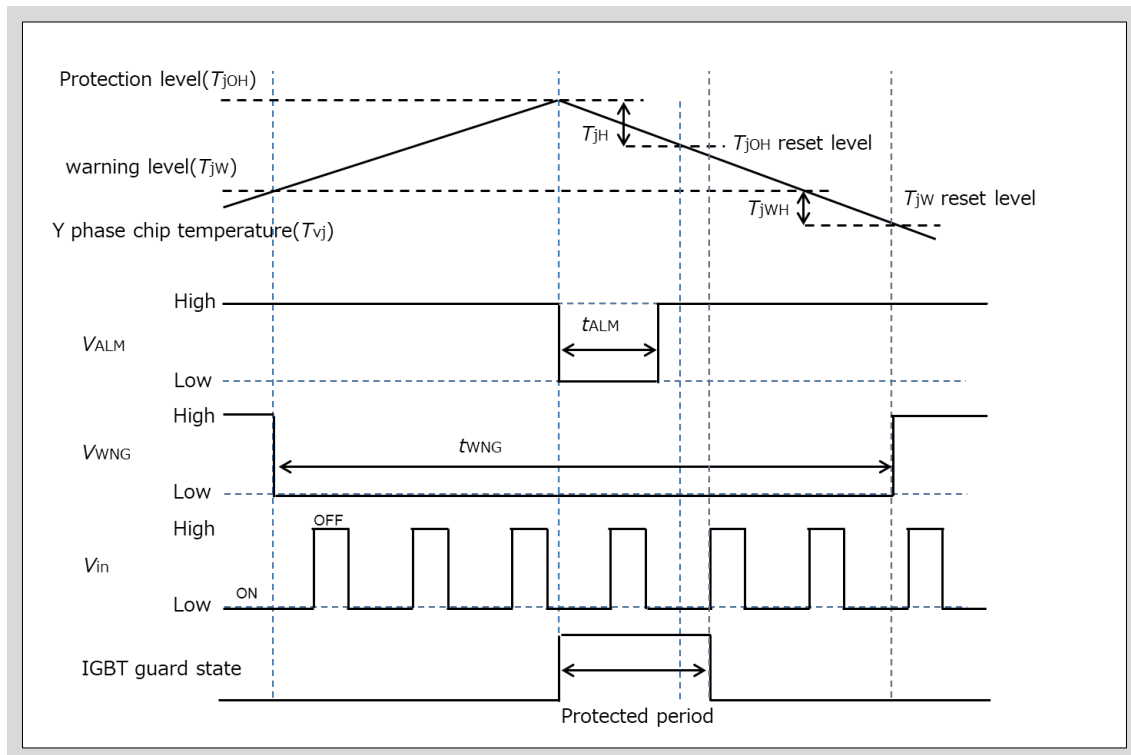 Protection level(TjOH)
TjH
TjOH reset level
warning level(TjW)
TjWH
TjW reset level
Y phase chip temperature(Tvj)
High
tALM
VALM
Low
High
VWNG
tWNG
Low
High
OFF
Vin
ON
Low
IGBT guard state
Protected period